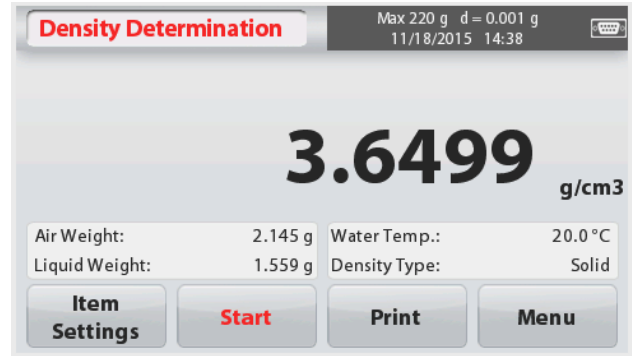 Density Determination
Max 220 g d = 0.001 g
11/18/2015 14:38
3.6499
g/cm3
Air Weight: 2.145 g
Liquid Weight: 1.559 g
Water Temp.: 20.0 °C
Density Type: Solid
Item
Settings
Start
Print
Menu